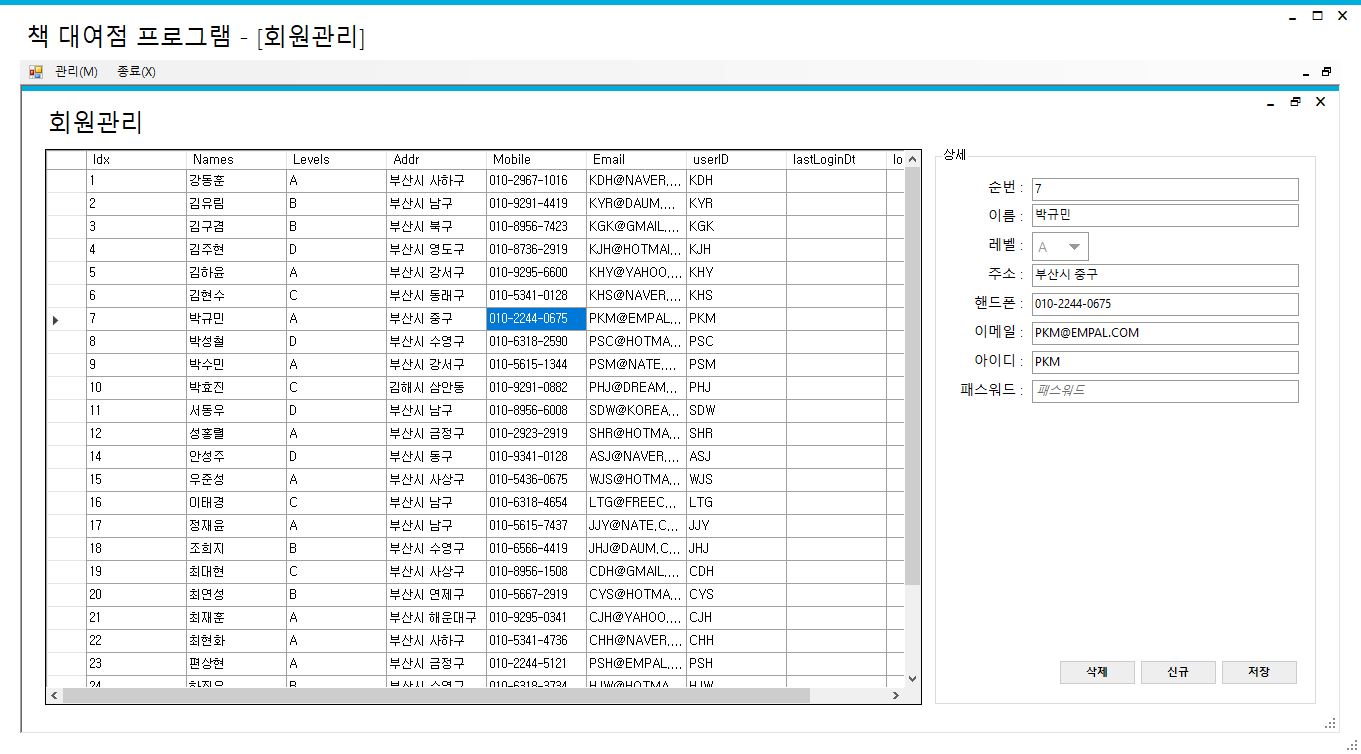 책 대여점 프로그램 - [회원관리]
관리(M) 종료(X)
회원관리
Idx Names Levels Addr Mobile Email userID lastLoginDt lo
1 강동훈 A 부산시 사하구 010-2967-1016 KDH@NAVER,... KDH
2 김유림 B 부산시 남구 010-9291-4419 KYR@DAUM,... KYR
3 김구겸 B 부산시 북구 010-8956-7423 KGK@GMAIL,... KGK
4 김주현 D 부산시 영도구 010-8736-2919 KJH@HOTMAI,... KJH
5 김하윤 A 부산시 강서구 010-9295-6600 KHY@YAHOO,... KHY
6 김현수 C 부산시 동래구 010-5341-0128 KHS@NAVER,... KHS
7 박규민 A 부산시 중구 010-2244-0675 PKM@EMPAL,... PKM
8 박성철 D 부산시 수영구 010-6318-2590 PSC@HOTMA,... PSC
9 박수민 A 부산시 강서구 010-5615-1344 PSM@NATE,... PSM
10 박효진 C 김해시 삼안동 010-9291-0882 PHJ@DREAM,... PHJ
11 서동우 D 부산시 남구 010-8956-6008 SDW@KOREA,... SDW
12 성홍렬 A 부산시 금정구 010-2923-2919 SHR@HOTMA,... SHR
14 안성주 D 부산시 동구 010-9341-0128 ASJ@NAVER,... ASJ
15 우준성 A 부산시 사상구 010-5436-0675 WJS@HOTMA,... WJS
16 이태경 C 부산시 남구 010-6318-4654 LTG@FREEC,... LTG
17 정재윤 A 부산시 남구 010-5615-7437 JJY@NATE,C,... JJY
18 조희지 B 부산시 수영구 010-6566-4419 JHJ@DAUM,C,... JHJ
19 최대현 C 부산시 사상구 010-8956-1508 CDH@GMAIL,... CDH
20 최연성 B 부산시 연제구 010-5667-2919 CYS@HOTMA,... CYS
21 최재훈 A 부산시 해운대구 010-9295-0341 CJH@YAHOO,... CJH
22 최현화 A 부산시 사하구 010-5341-4736 CHH@NAVER,... CHH
23 편상현 A 부산시 금정구 010-2244-5121 PSH@EMPAL,... PSH
24 B 부산시 수영구 010-6318-3734 HJW@HOTMA,... HJW
상세
순번 : 7
이름 : 박규민
레벨 : A
주소 : 부산시 중구
핸드폰 : 010-2244-0675
이메일 : PKM@EMPAL.COM
아이디 : PKM
패스워드 : 패스워드
삭제 신규 저장